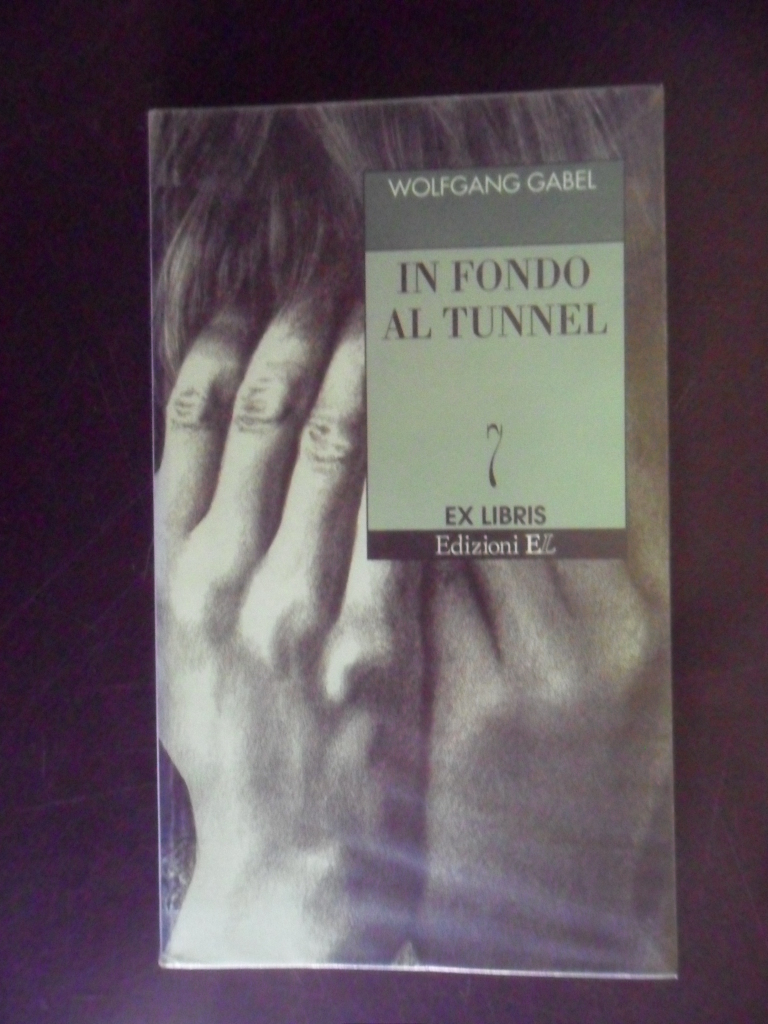 WOLFGANG GABEL
IN FONDO
AL TUNNEL
7
EX LIBRIS
Edizioni EL